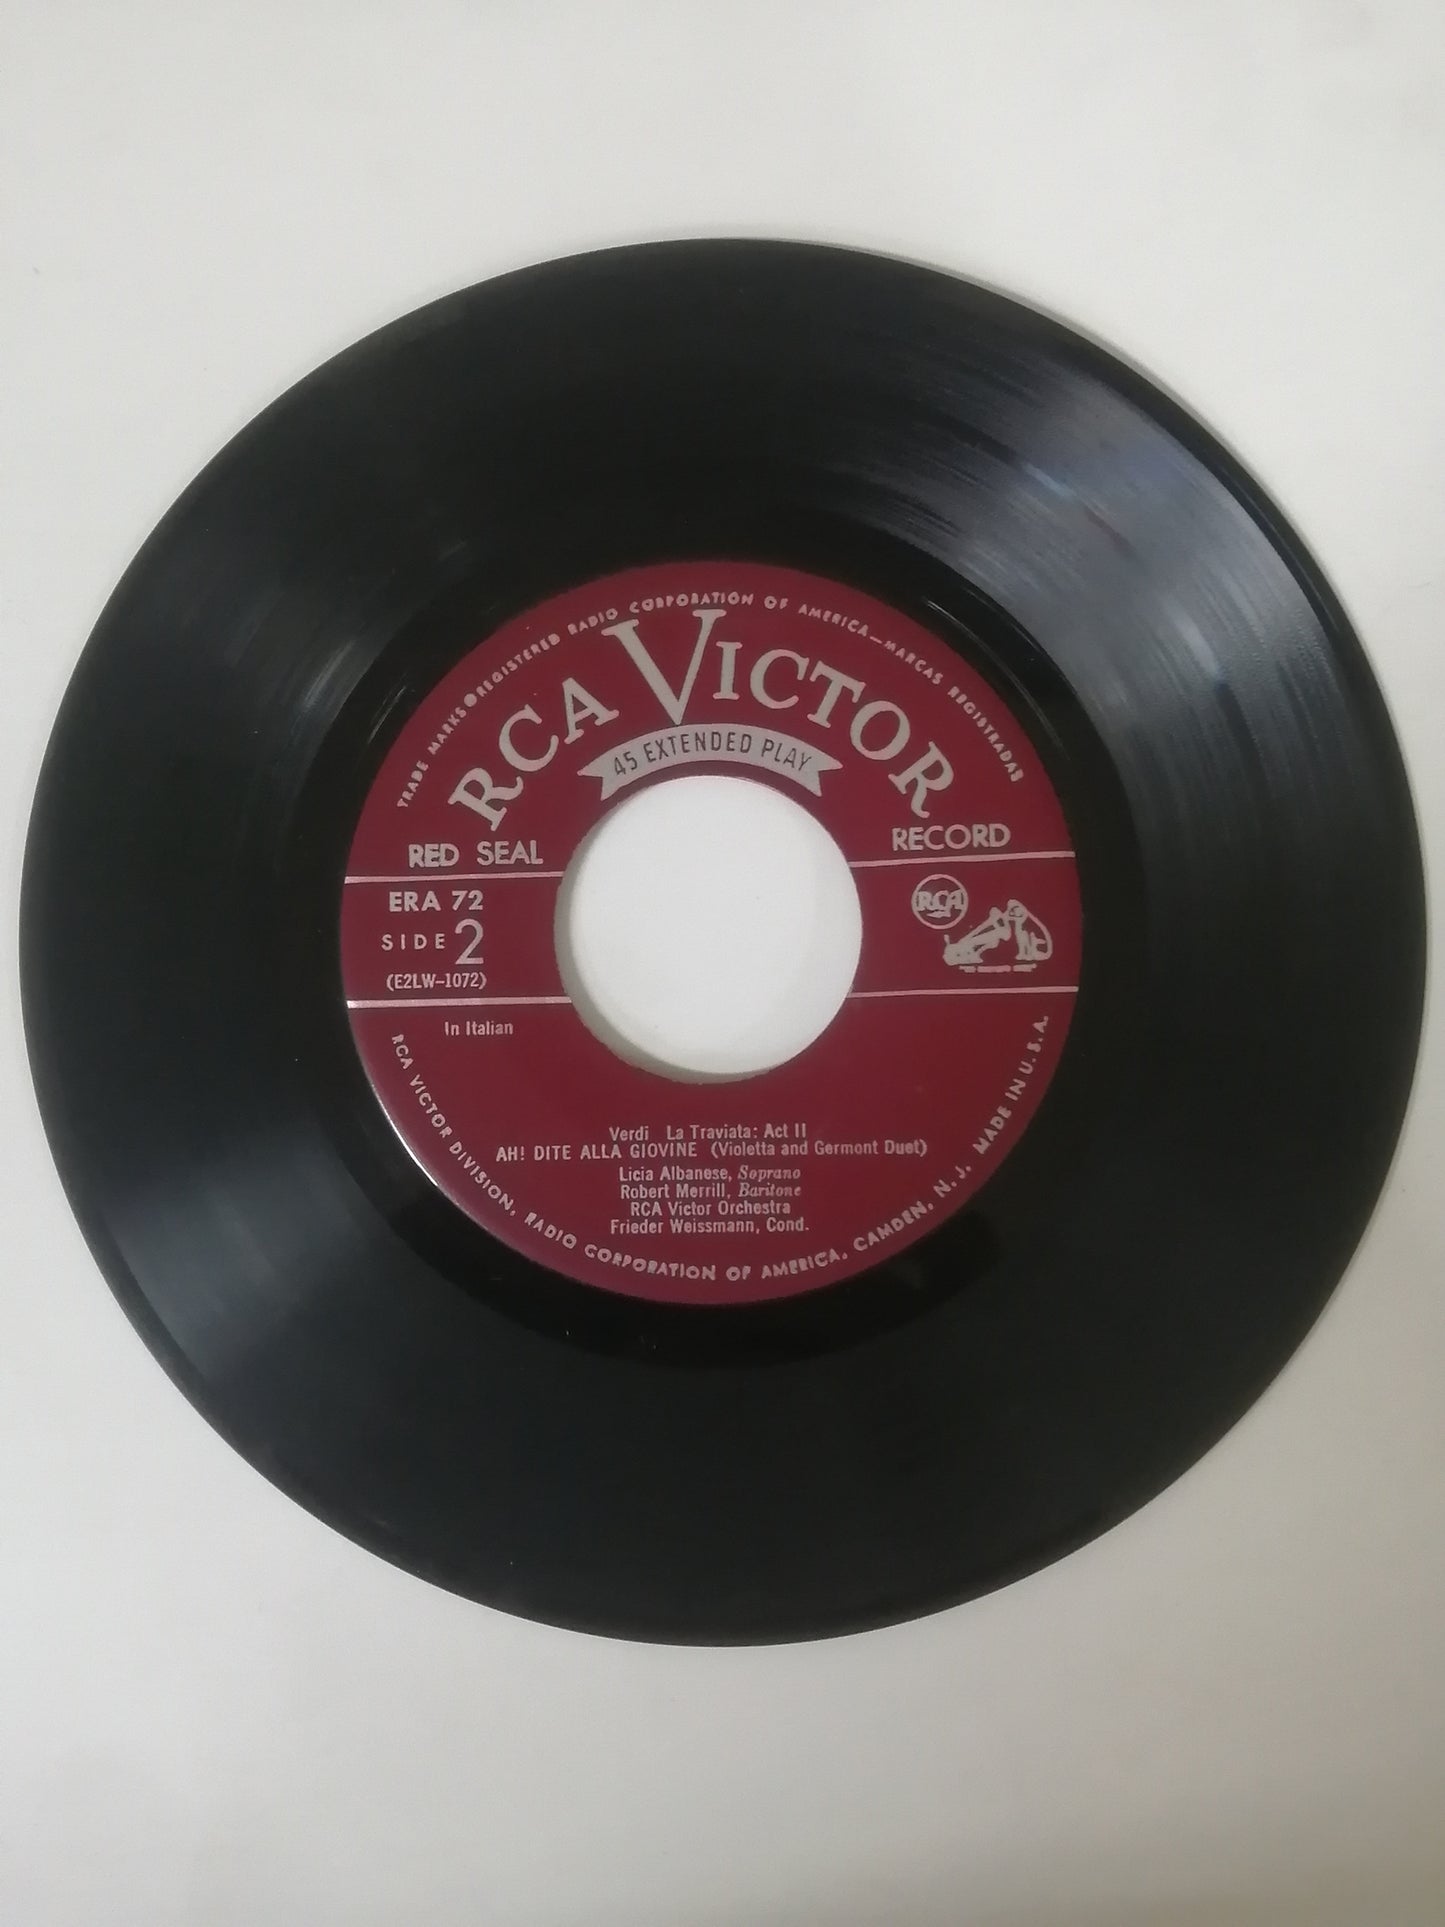 TRADE MARKS ● REGISTERED RADIO CORPORATION OF AMERICA—MARCAS REGISTRADAS
RCA VICTOR
45 EXTENDED PLAY
RED SEAL RECORD
ERA 72
SIDE 2
(E2LW-1072)
RCA
In Italian
Verdi La Traviata: Act II
AH! DITE ALLA GIOVINE (Violetta and Germont Duet)
Licia Albanese, Soprano
Robert Merrill, Baritone
RCA Victor Orchestra
Frieder Weissmann, Cond.
RCA VICTOR DIVISION, RADIO CORPORATION OF AMERICA, CAMDEN, N. J. MADE IN U. S. A.